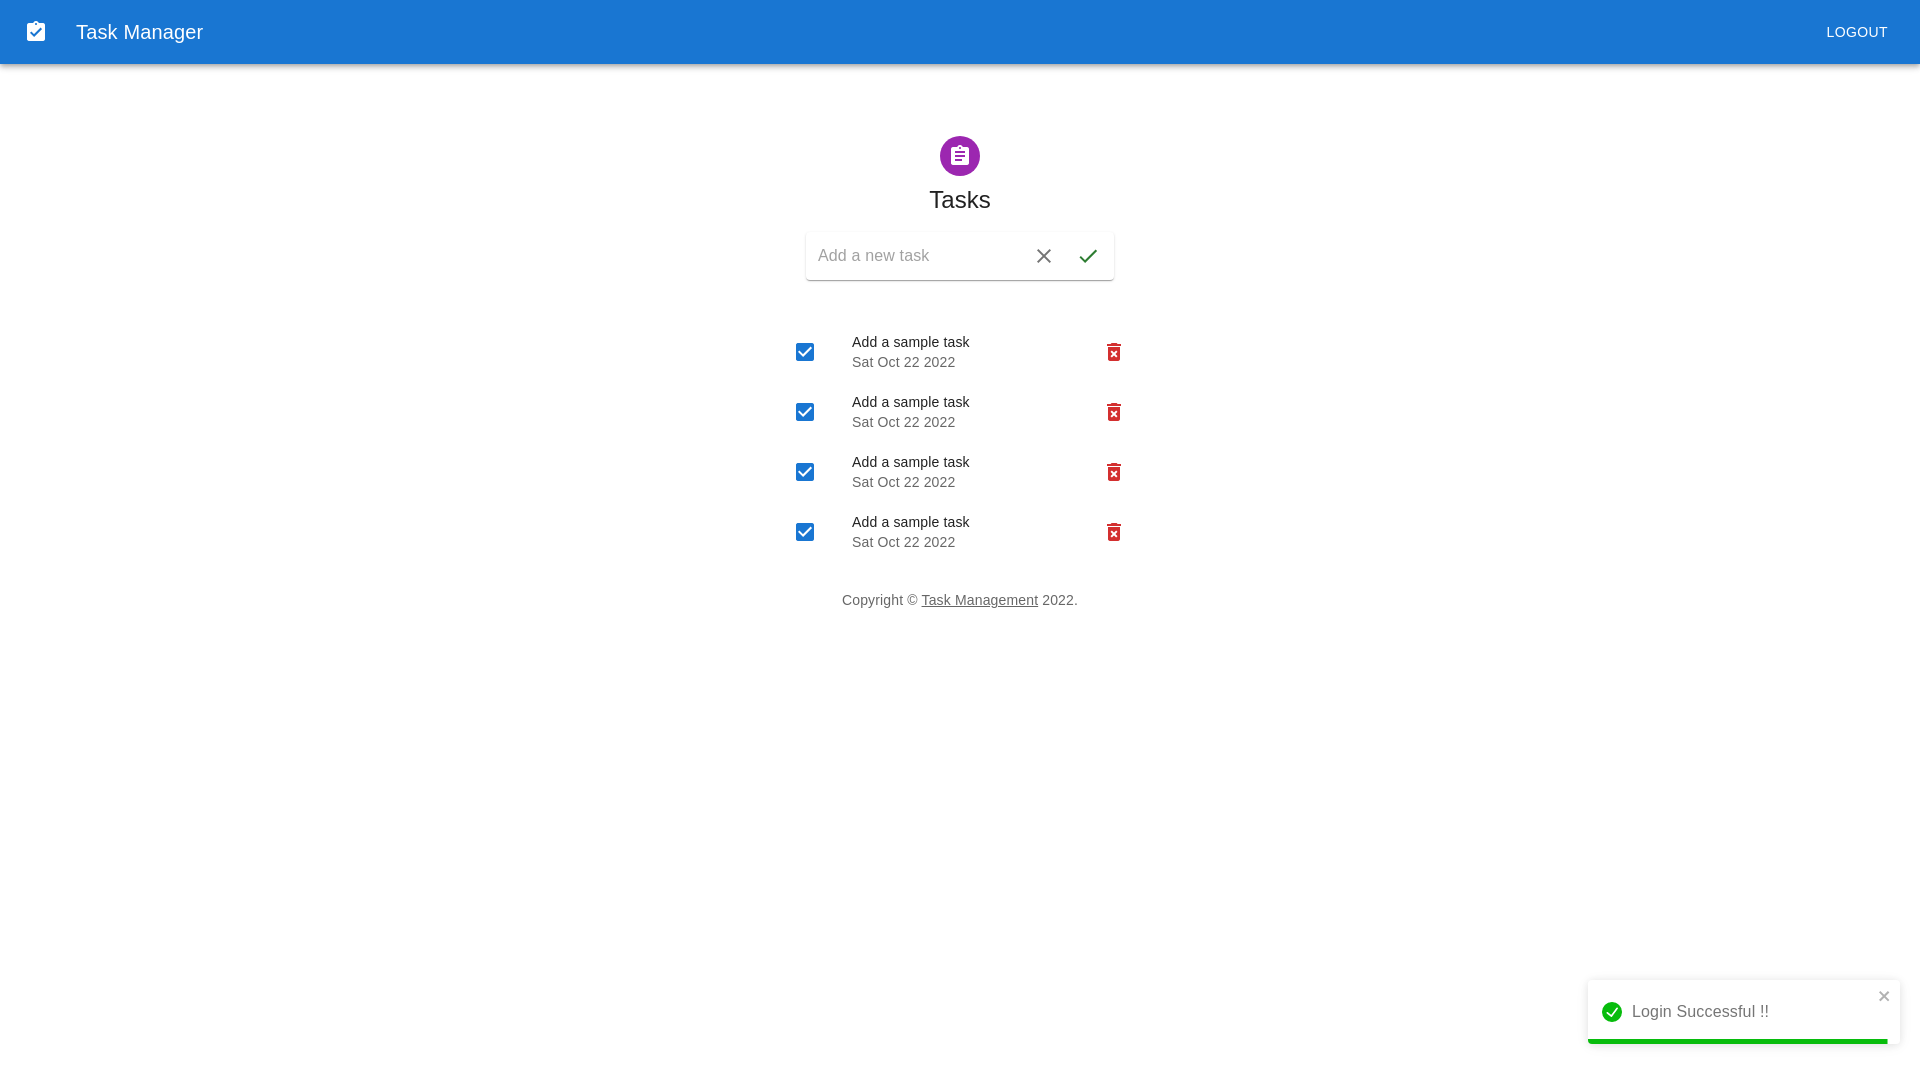 Task Manager
LOGOUT
Tasks
Add a new task
Add a sample task
Sat Oct 22 2022
Add a sample task
Sat Oct 22 2022
Add a sample task
Sat Oct 22 2022
Add a sample task
Sat Oct 22 2022
Copyright © Task Management 2022.
Login Successful !!